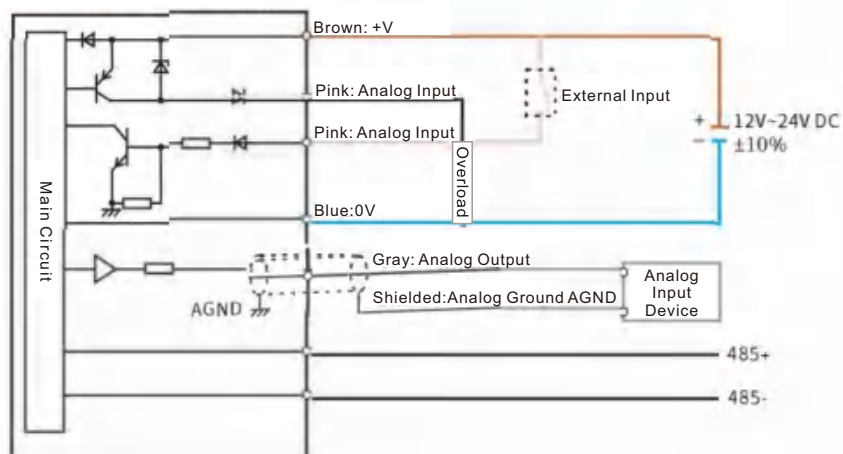 Brown: +V
Pink: Analog Input
External Input
Pink: Analog Input
+ 12V~24V DC
- ±10%
Overload
Main Circuit
Blue:0V
Gray: Analog Output
Shielded:Analog Ground AGND
AGND
Analog
Input
Device
485+
485-